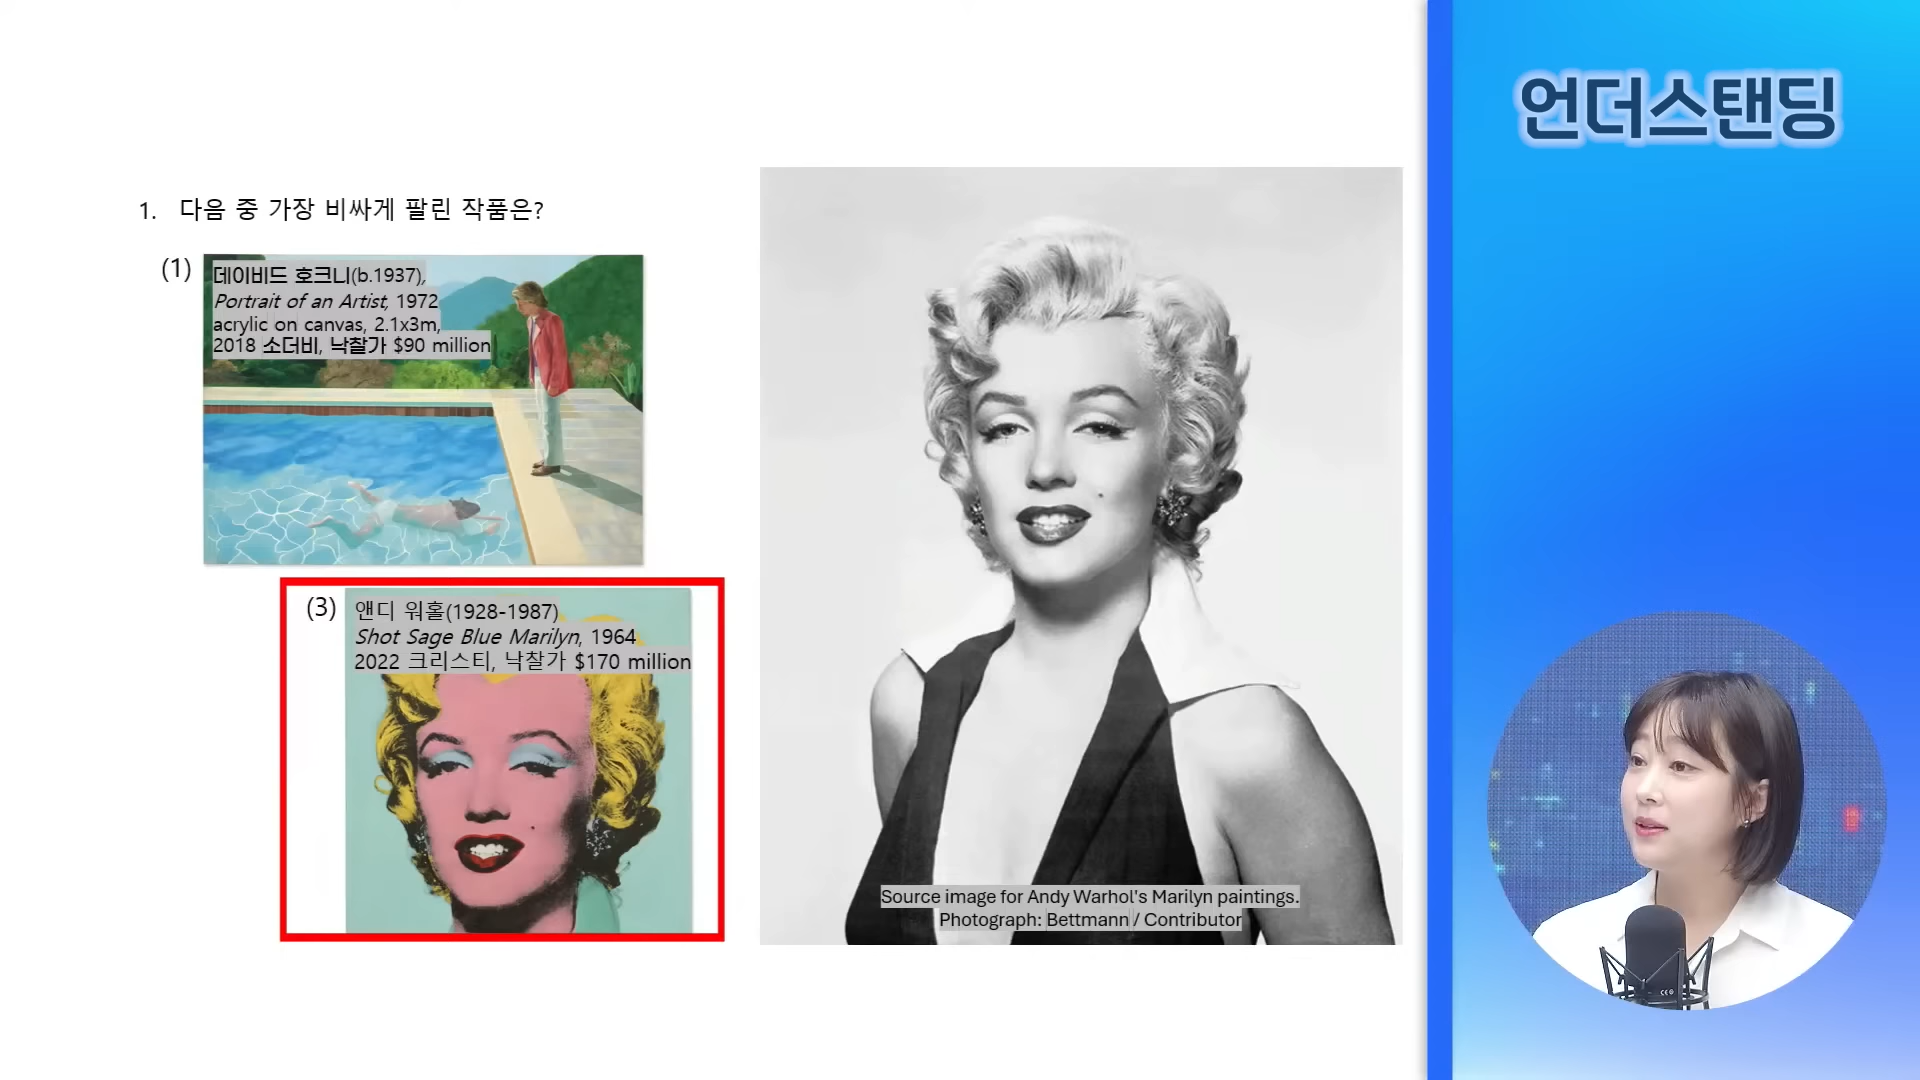 언더스탠딩
1. 다음 중 가장 비싸게 팔린 작품은?
(1)
데이비드 호크니(b.1937),
Portrait of an Artist, 1972
acrylic on canvas, 2.1x3m,
2018 소더비, 낙찰가 $90 million
(3)
앤디 워홀(1928-1987)
Shot Sage Blue Marilyn, 1964
2022 크리스티, 낙찰가 $170 million
Source image for Andy Warhol's Marilyn paintings.
Photograph: Bettmann / Contributor